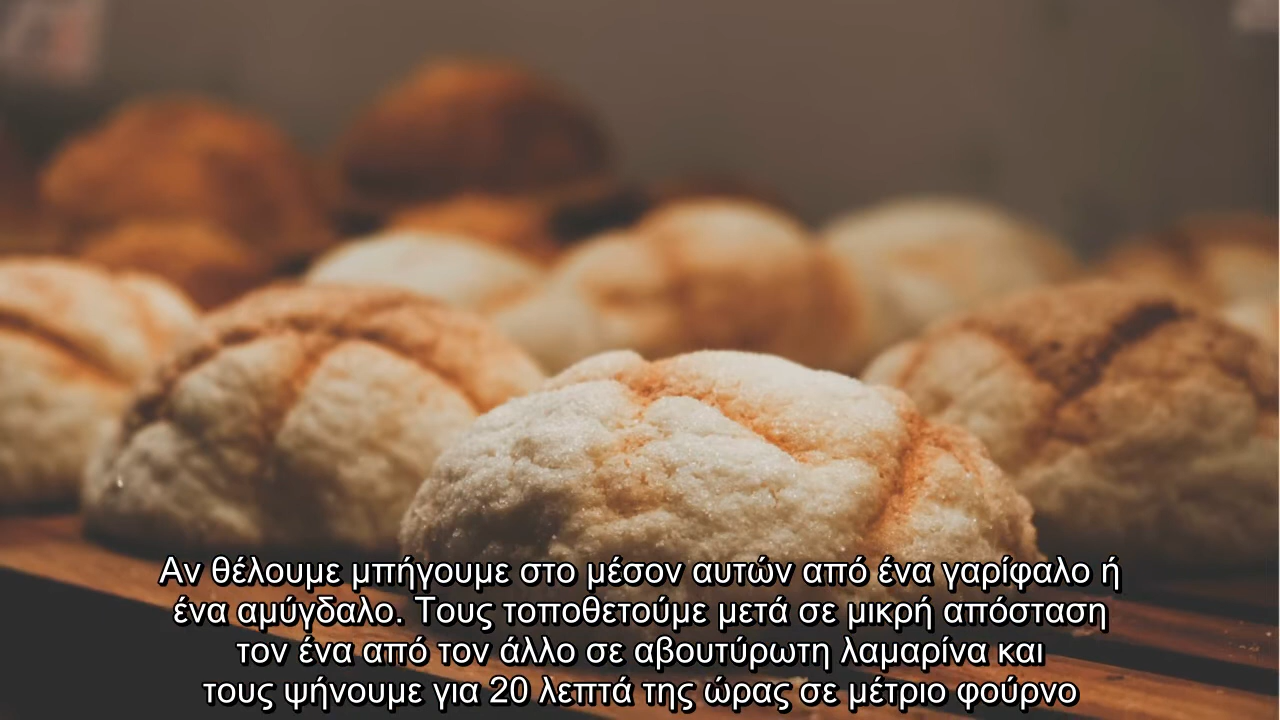 Αν θέλουμε μπήγουμε στο μέσον αυτών από ένα γαρίφαλο ή
ένα αμύγδαλο. Τους τοποθετούμε μετά σε μικρή απόσταση
τον ένα από τον άλλο σε αβουτύρωτη λαμαρίνα και
τους ψήνουμε για 20 λεπτά της ώρας σε μέτριο φούρνο